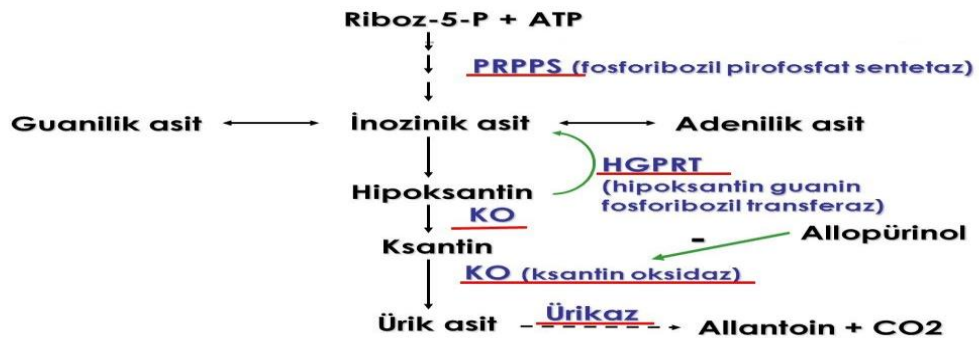 Riboz-5-P + ATP
PRPPS (fosforibozil pirofosfat sentetaz)
Guanilik asit
İnozinik asit
Adenilik asit
HGPRT
(hipoksantin guanin
fosforibozil transferaz)
Hipoksantin
KO
Allopürinol
-
Ksantin
KO (ksantin oksidaz)
Ürik asit
Ürikaz
Allantoin + CO2